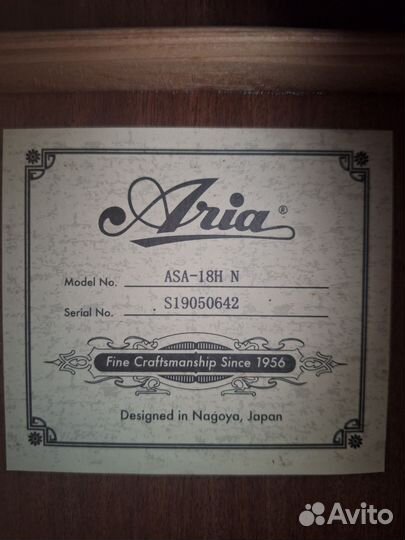 Aria®
Model No. ASA-18H N
Serial No. S19050642
Fine Craftsmanship Since 1956
Designed in Nagoya, Japan
Avito